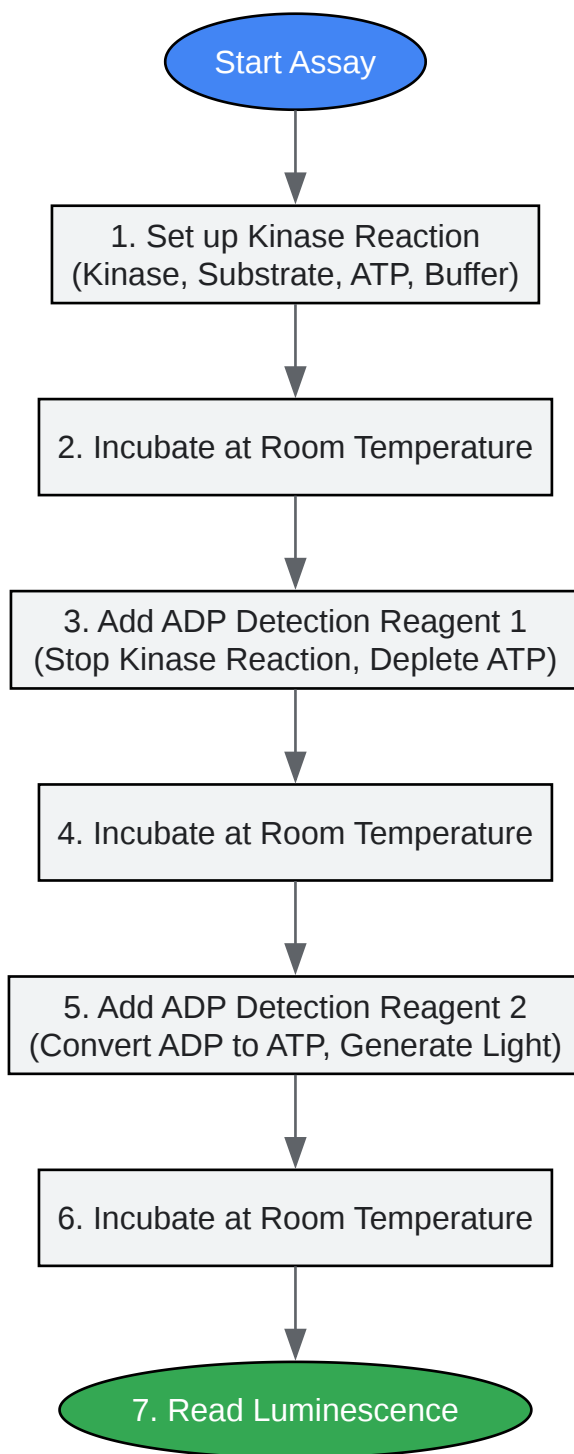 Start Assay
1. Set up Kinase Reaction
(Kinase, Substrate, ATP, Buffer)
2. Incubate at Room Temperature
3. Add ADP Detection Reagent 1
(Stop Kinase Reaction, Deplete ATP)
4. Incubate at Room Temperature
5. Add ADP Detection Reagent 2
(Convert ADP to ATP, Generate Light)
6. Incubate at Room Temperature
7. Read Luminescence